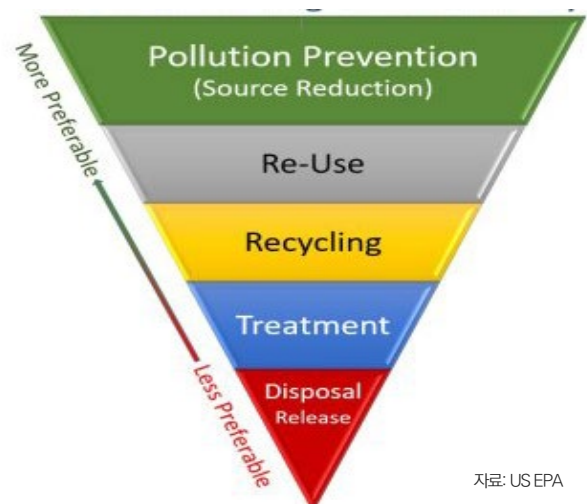 Pollution Prevention
(Source Reduction)
More Preferable
Re-Use
Recycling
Treatment
Less Preferable
Disposal
Release
자료: US EPA